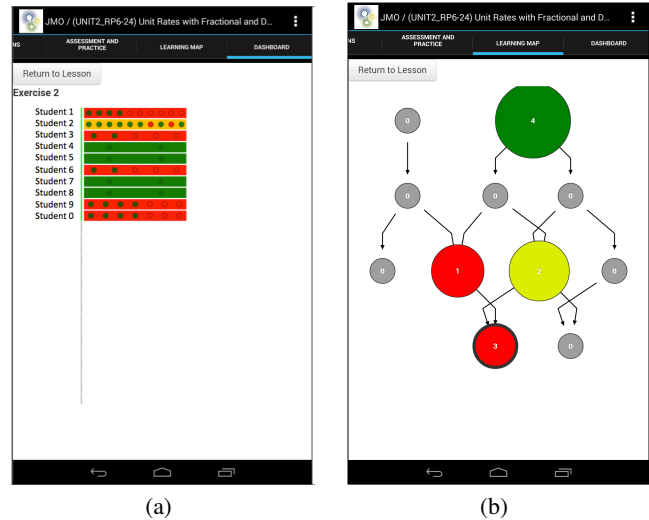 JMO / (UNIT2_RP6-24) Unit Rates with Fractional and D...
NS
ASSESSMENT AND
PRACTICE
LEARNING MAP
DASHBOARD
Return to Lesson
Exercise 2
Student 1
Student 2
Student 3
Student 4
Student 5
Student 6
Student 7
Student 8
Student 9
Student 0
(a)
JMO / (UNIT2_RP6-24) Unit Rates with Fractional and D...
NS
ASSESSMENT AND
PRACTICE
LEARNING MAP
DASHBOARD
Return to Lesson
0
4
0
0
0
0
1
2
0
3
0
(b)